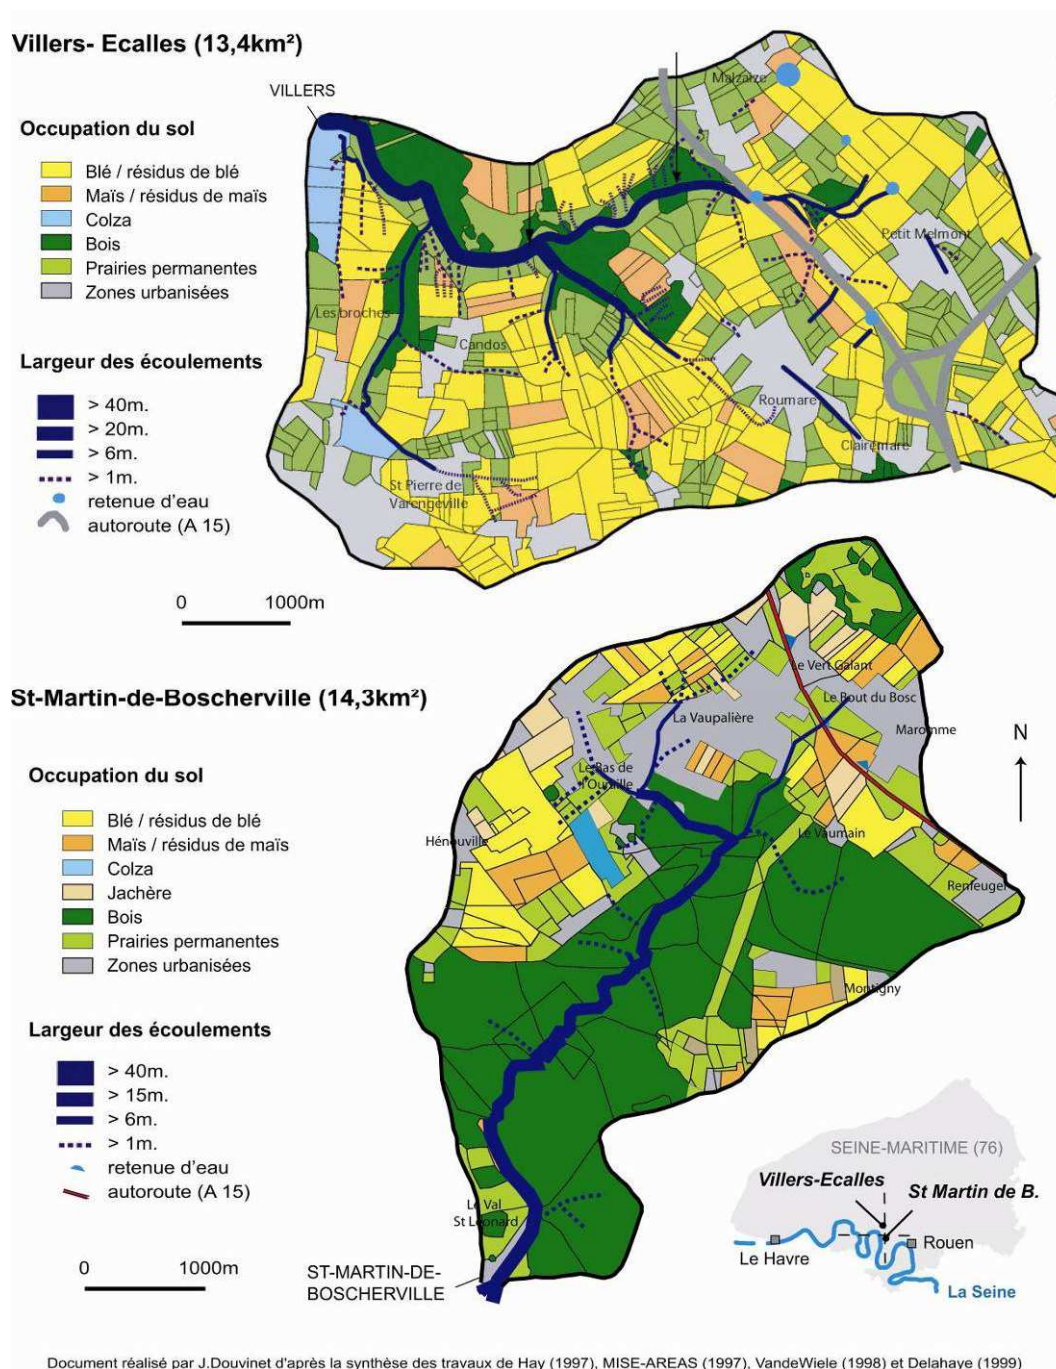 Villers- Ecalles (13,4km²)
VILLERS
Malzaize
Occupation du sol
Blé / résidus de blé
Maïs / résidus de maïs
Colza
Bois
Prairies permanentes
Zones urbanisées
Petit Melmont
Les broches
Candos
Roumare
Clairemare
St Pierre de
Varengeville
Largeur des écoulements
> 40m.
> 20m.
> 6m.
> 1m.
retenue d'eau
autoroute (A 15)
0 1000m
St-Martin-de-Boscherville (14,3km²)
Le Vert Galant
Le Bout du Bosc
La Vaupalière
Maromme
N
Le Bas de
l'Ouraille
Hénouville
Le Vaumain
Renfeugel
Montigny
Occupation du sol
Blé / résidus de blé
Maïs / résidus de maïs
Colza
Jachère
Bois
Prairies permanentes
Zones urbanisées
Largeur des écoulements
> 40m.
> 15m.
> 6m.
> 1m.
retenue d'eau
autoroute (A 15)
0 1000m
Le Val
St Léonard
ST-MARTIN-DE-
BOSCHERVILLE
SEINE-MARITIME (76)
Villers-Ecalles
St Martin de B.
Le Havre
Rouen
La Seine
Document réalisé par J.Douvinet d'après la synthèse des travaux de Hay (1997), MISE-AREAS (1997), VandeWiele (1998) et Delahaye (1999)